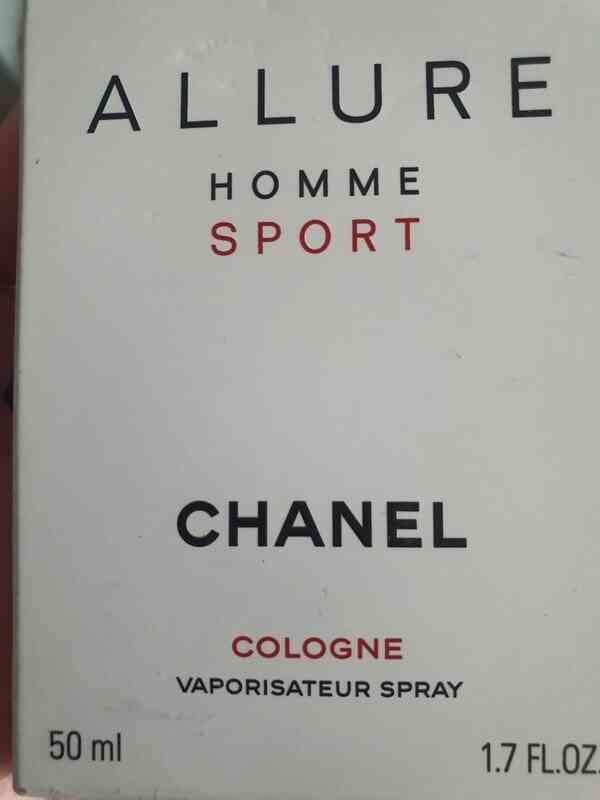 ALLURE
HOMME
SPORT
CHANEL
COLOGNE
VAPORISATEUR SPRAY
50 ml 1.7 FL.OZ.